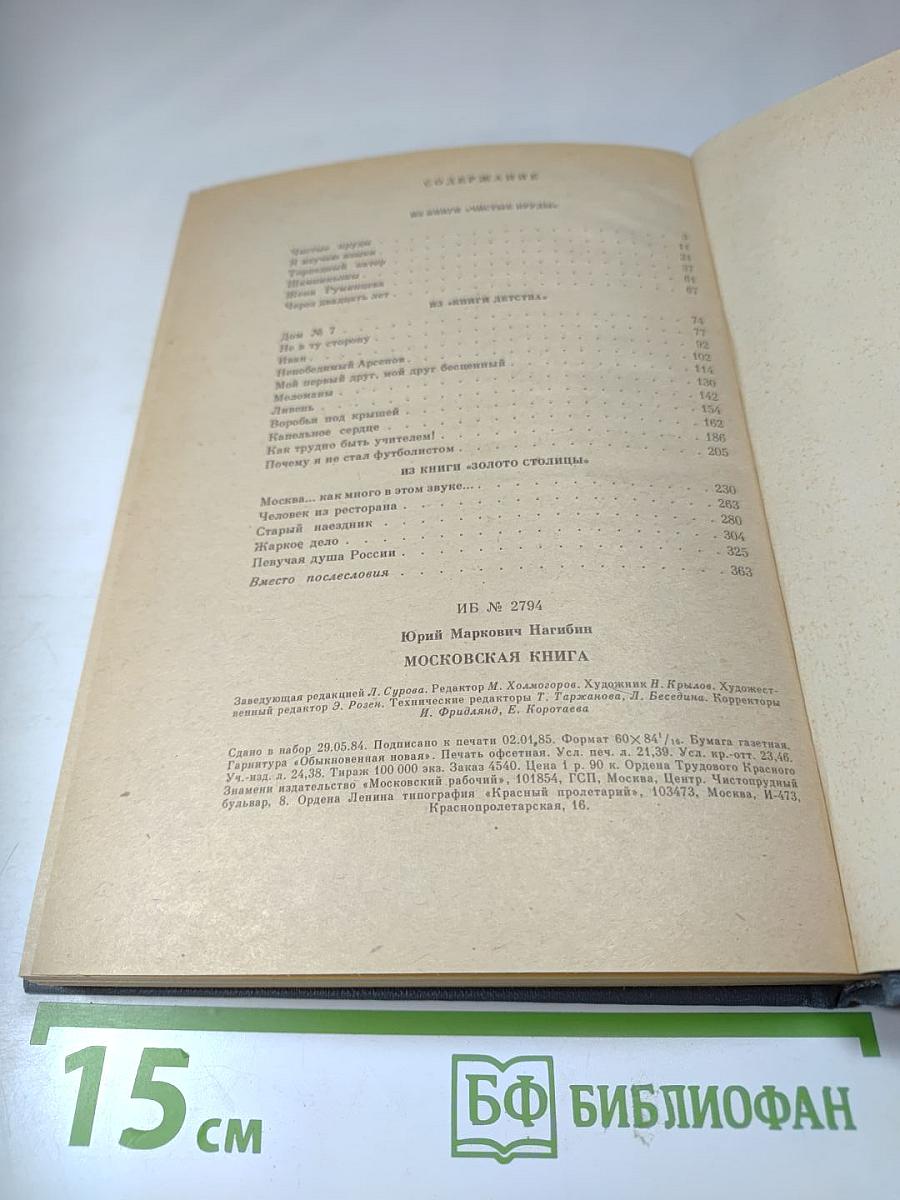 СОДЕРЖАНИЕ
ИЗ КНИГИ «ЧИСТЫЕ ПРУДЫ»
Чистые пруды . . . 3
Я изучаю языки . . . 11
Торпедный катер . . . 21
Шампиньоны . . . 37
Женя Румянцева . . . 61
Через двадцать лет . . . 67
ИЗ «КНИГИ ДЕТСТВА»
Дом № 7 . . . 74
Не в ту сторону . . . 77
Иван . . . 92
Непобедимый Арсенов . . . 102
Мой первый друг, мой друг бесценный . . . 114
Меломаны . . . 130
Ливень . . . 142
Воробьи под крышей . . . 154
Капельное сердце . . . 162
Как трудно быть учителем! . . . 186
Почему я не стал футболистом . . . 205
ИЗ КНИГИ «ЗОЛОТО СТОЛИЦЫ»
Москва... как много в этом звуке... . . . 230
Человек из ресторана . . . 263
Старый наездник . . . 280
Жаркое дело . . . 304
Певучая душа России . . . 325
Вместо послесловия . . . 363
ИБ № 2794
Юрий Маркович Нагибин
МОСКОВСКАЯ КНИГА
Заведующая редакцией Л. Сурова. Редактор М. Холмогоров. Художник Н. Крылов. Художест-
венный редактор Э. Розен. Технические редакторы Т. Таржанова, Л. Беседина. Корректоры
И. Фридлянд, Е. Коротаева
Сдано в набор 29.05.84. Подписано к печати 02.01.85. Формат 60×84¹/₁₆. Бумага газетная.
Гарнитура «Обыкновенная новая». Печать офсетная. Усл. печ. л. 21,39. Усл. кр.-отт. 23,46.
Уч.-изд. л. 24,38. Тираж 100 000 экз. Заказ 4540. Цена 1 р. 90 к. Ордена Трудового Красного
Знамени издательство «Московский рабочий», 101854, ГСП, Москва, Центр. Чистопрудный
бульвар, 8. Ордена Ленина типография «Красный пролетарий», 103473, Москва, И-473,
Краснопролетарская, 16.
15 см
БФ БИБЛИОФАН